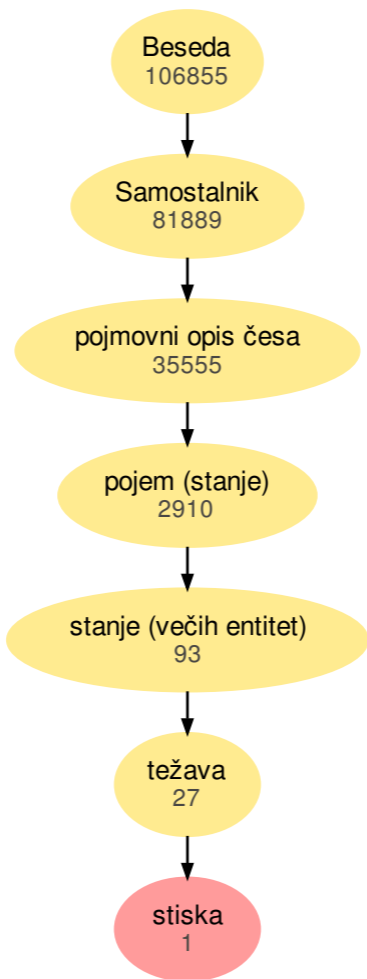 Beseda
106855
Samostalnik
81889
pojmovni opis česa
35555
pojem (stanje)
2910
stanje (večih entitet)
93
težava
27
stiska
1